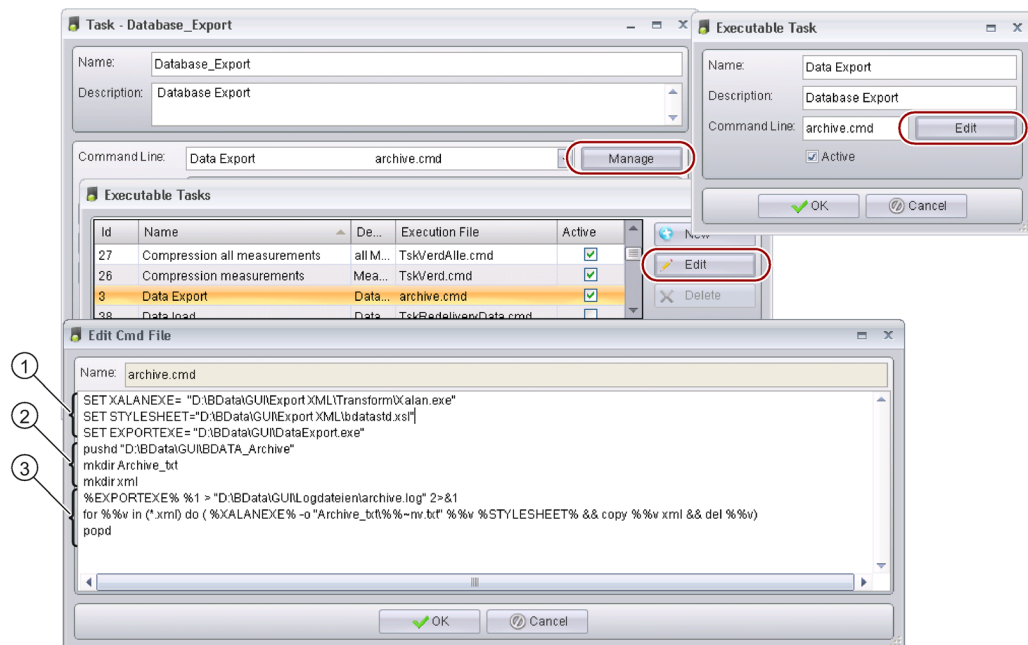 Task - Database_Export
Name: Database_Export
Description: Database Export
Command Line: Data Export archive.cmd Manage
Executable Task
Name: Data Export
Description: Database Export
Command Line: archive.cmd Edit
Active
OK Cancel
Executable Tasks
Id Name De... Execution File Active
27 Compression all measurements all M... TskVerdAlle.cmd
26 Compression measurements Mea... TskVerd.cmd
3 Data Export Data... archive.cmd
38 Data load Data TskRedeliveryData.cmd
New
Edit
Delete
Edit Cmd File
Name: archive.cmd
1
SET XALANEXE= "D:\BData\GUI\Export XML\Transform\Xalan.exe"
SET STYLESHEET="D:\BData\GUI\Export XML\bdatastd.xsl"
SET EXPORTEXE= "D:\BData\GUI\DataExport.exe"
2
pushd "D:\BData\GUI\BDATA_Archive"
mkdir Archive_txt
mkdir xml
3
%EXPORTEXE% %1 > "D:\BData\GUI\Logdateien\archive.log" 2>&1
for %%v in (*.xml) do ( %XALANEXE% -o "Archive_txt\%%~nv.txt" %%v %STYLESHEET% && copy %%v xml && del %%v)
popd
OK Cancel